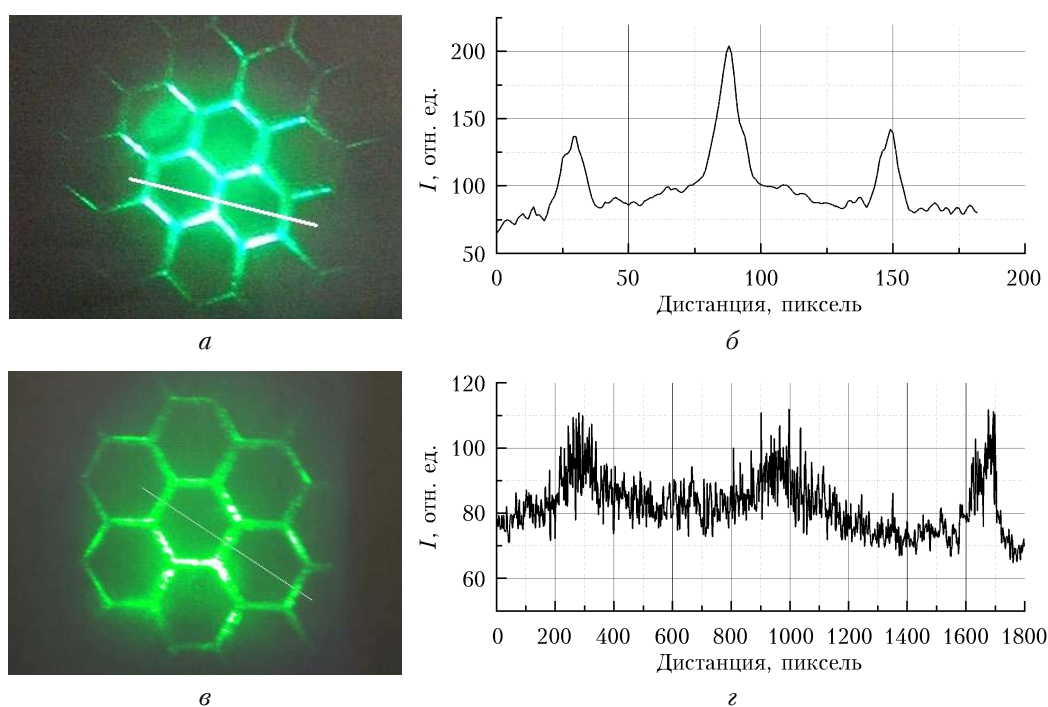 200
150
100
50
I, отн. ед.
0 50 100 150 200
Дистанция, пиксель
а б
120
100
80
60
I, отн. ед.
0 200 400 600 800 1000 1200 1400 1600 1800
Дистанция, пиксель
в г